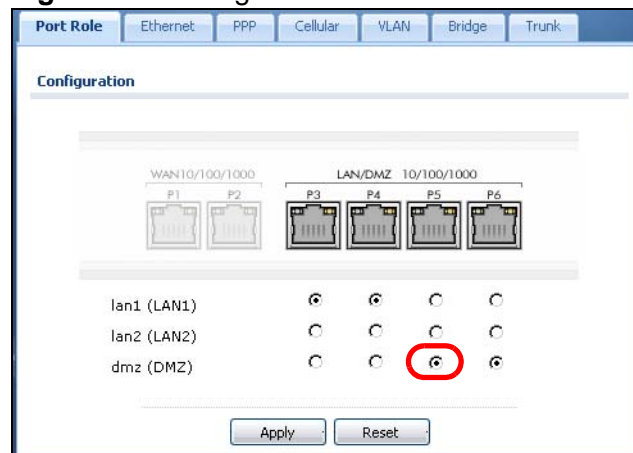 Port Role Ethernet PPP Cellular VLAN Bridge Trunk
Configuration
WAN10/100/1000 LAN/DMZ 10/100/1000
P1 P2 P3 P4 P5 P6
lan1 (LAN1)
lan2 (LAN2)
dmz (DMZ)
Apply Reset